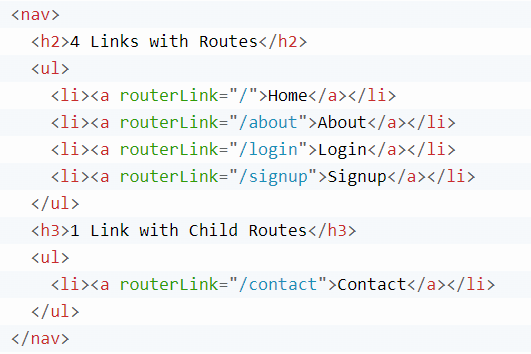 <nav>
  <h2>4 Links with Routes</h2>
  <ul>
    <li><a routerLink="/">Home</a></li>
    <li><a routerLink="/about">About</a></li>
    <li><a routerLink="/login">Login</a></li>
    <li><a routerLink="/signup">Signup</a></li>
  </ul>
  <h3>1 Link with Child Routes</h3>
  <ul>
    <li><a routerLink="/contact">Contact</a></li>
  </ul>
</nav>